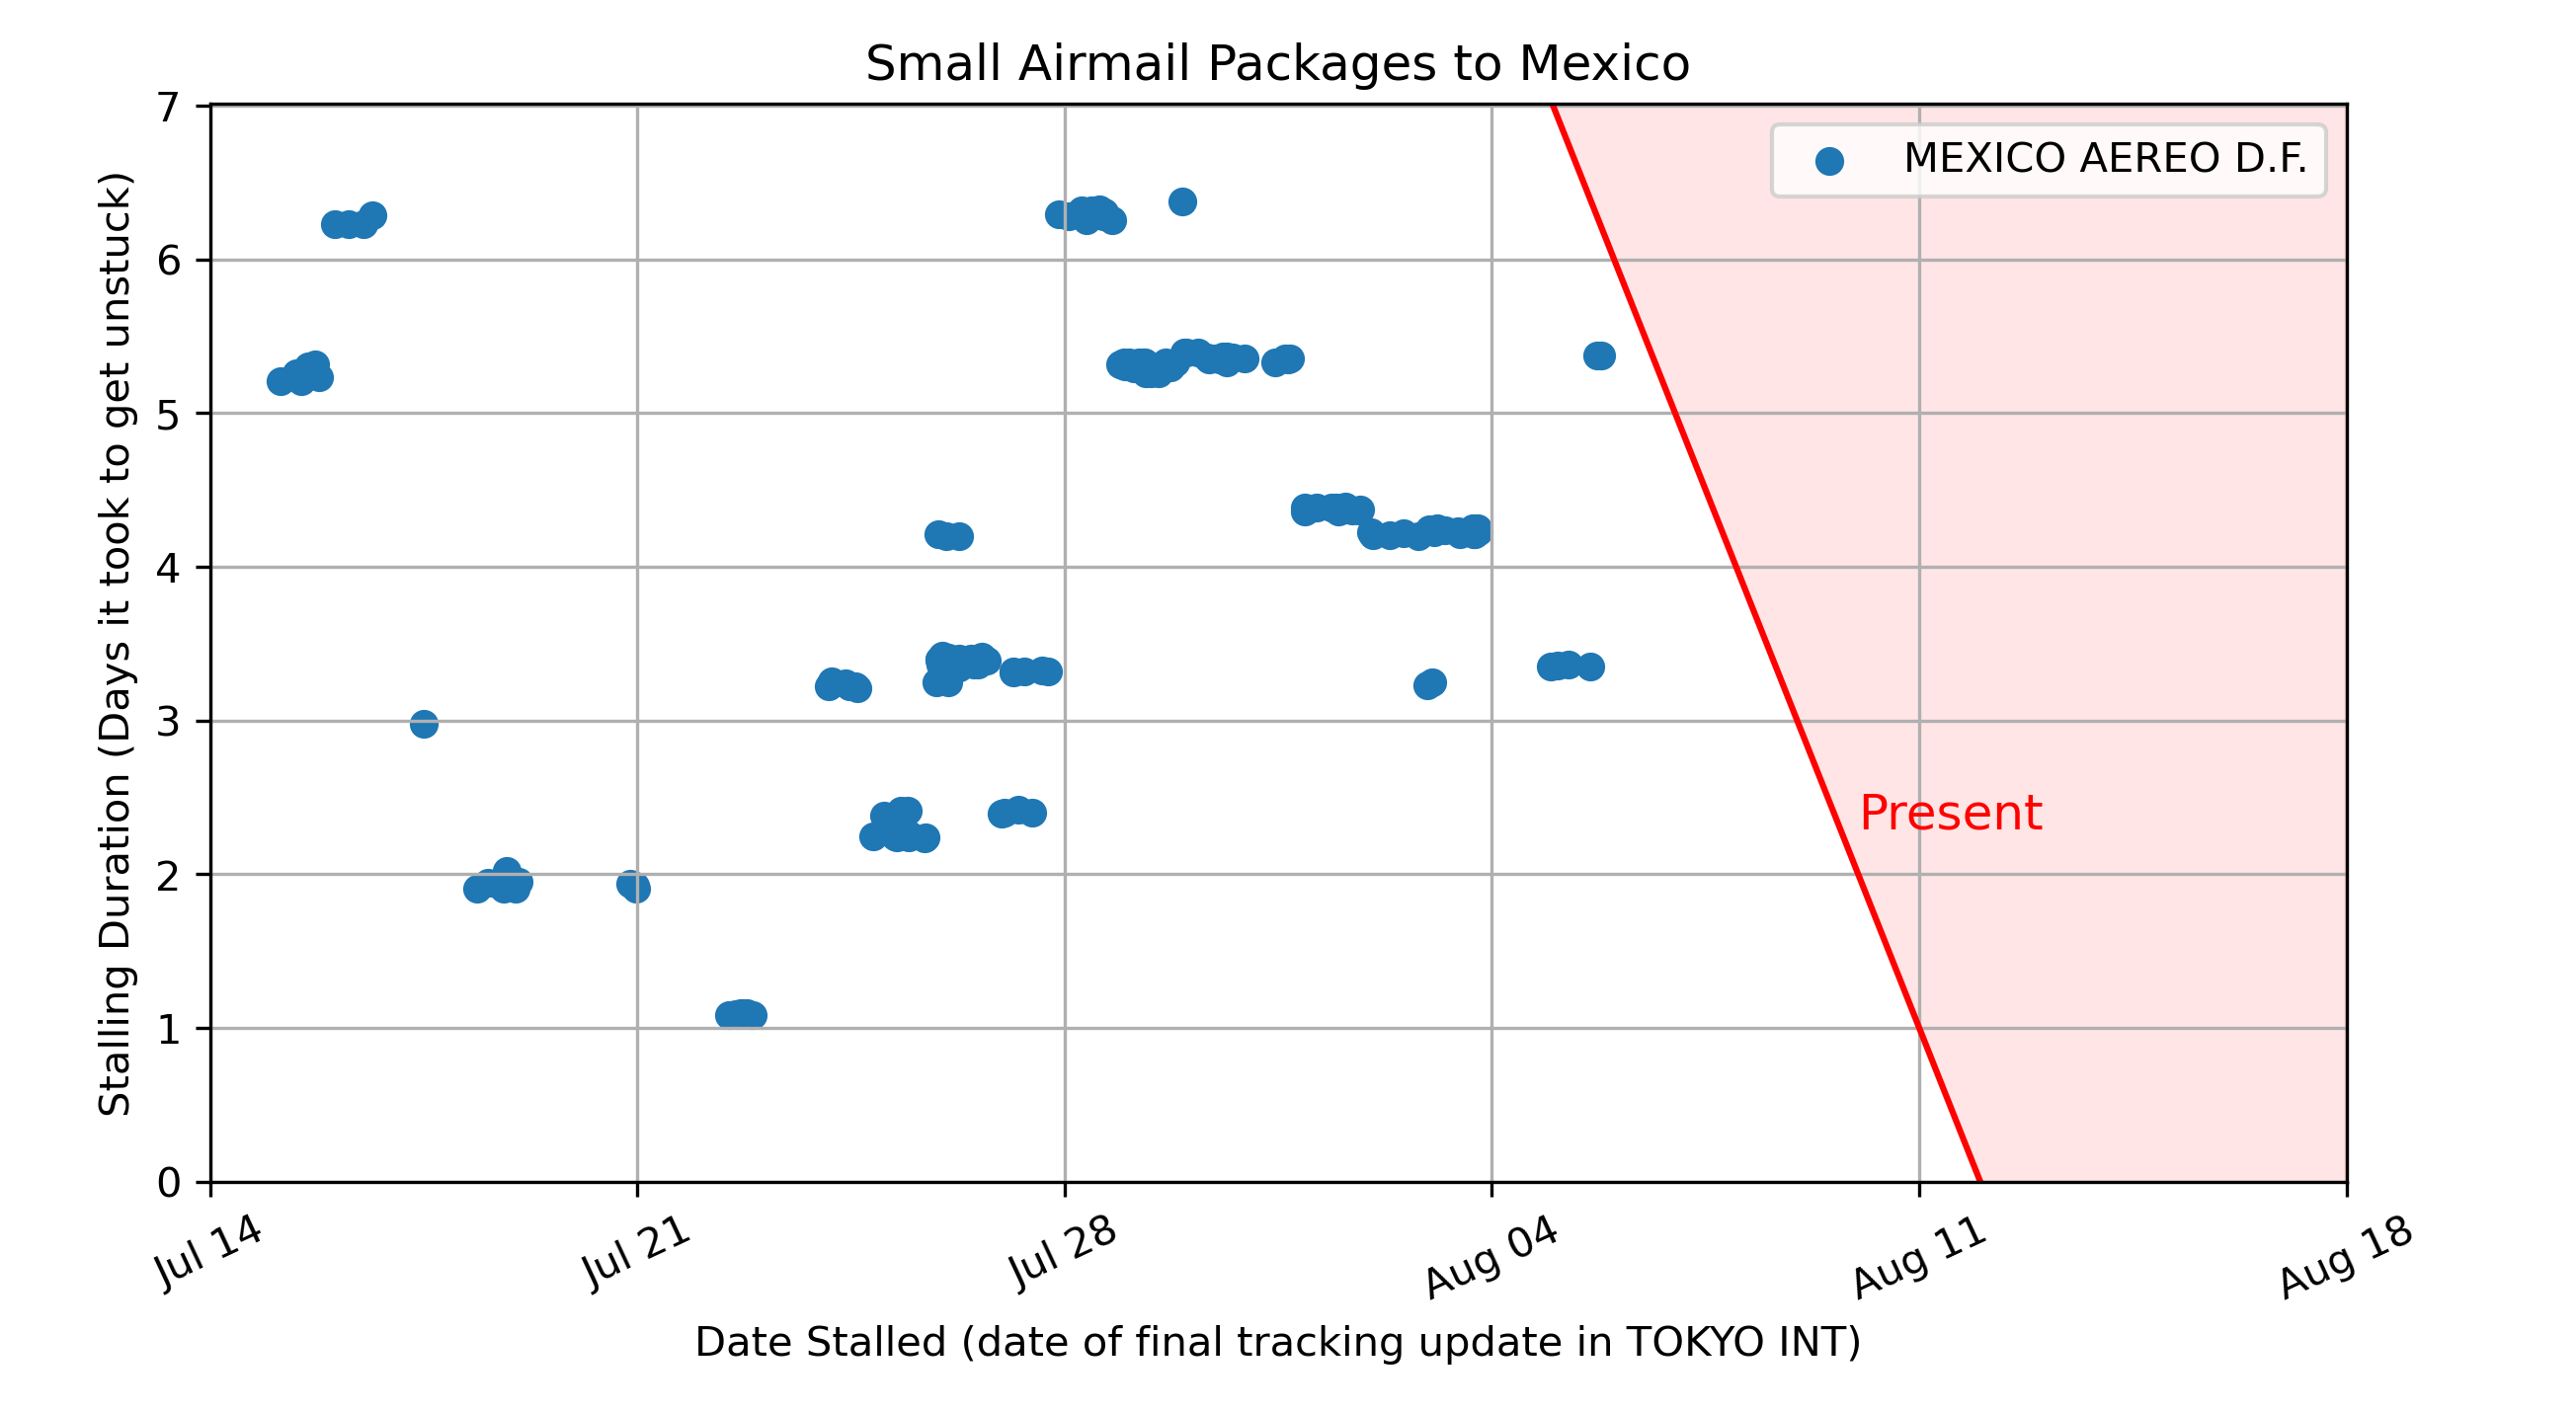 Small Airmail Packages to Mexico
MEXICO AEREO D.F.
Stalling Duration (Days it took to get unstuck)
7
6
5
4
3
2
1
0
Present
Jul 14
Jul 21
Jul 28
Aug 04
Aug 11
Aug 18
Date Stalled (date of final tracking update in TOKYO INT)